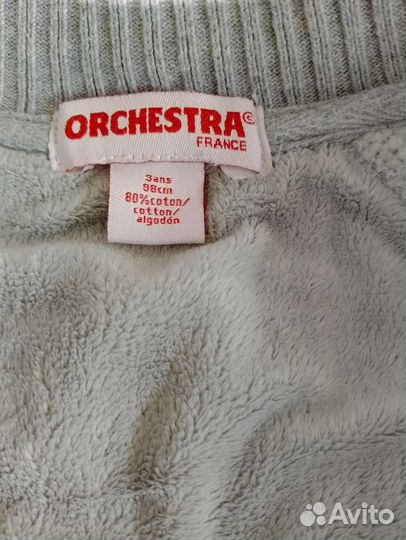 ORCHESTRA©
FRANCE
3ans
98cm
80%coton/
cotton/
algodón
Avito